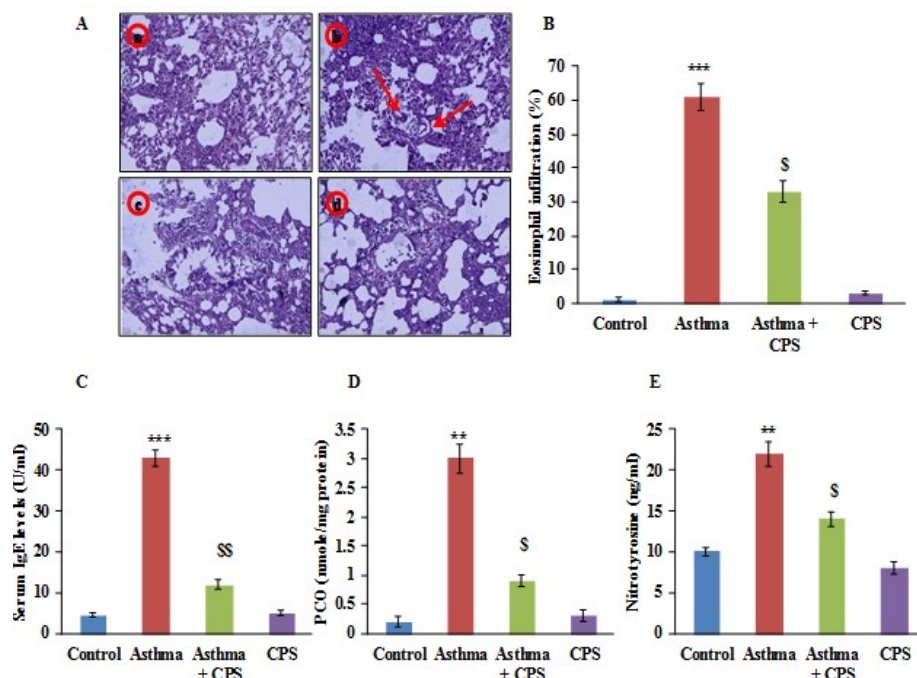 A
a
b
c
d
B
Eosinophil infiltration (%)
70
60
50
40
30
20
10
0
***
$
Control
Asthma
Asthma +
CPS
CPS
C
Serum IgE levels (U/ml)
50
40
30
20
10
0
***
$$
Control
Asthma
Asthma
+ CPS
CPS
D
PCO (nmole/mg protein)
3.5
3
2.5
2
1.5
1
0.5
0
**
$
Control
Asthma
Asthma
+ CPS
CPS
E
Nitrotyrosine (ng/ml)
25
20
15
10
5
0
**
$
Control
Asthma
Asthma
+ CPS
CPS